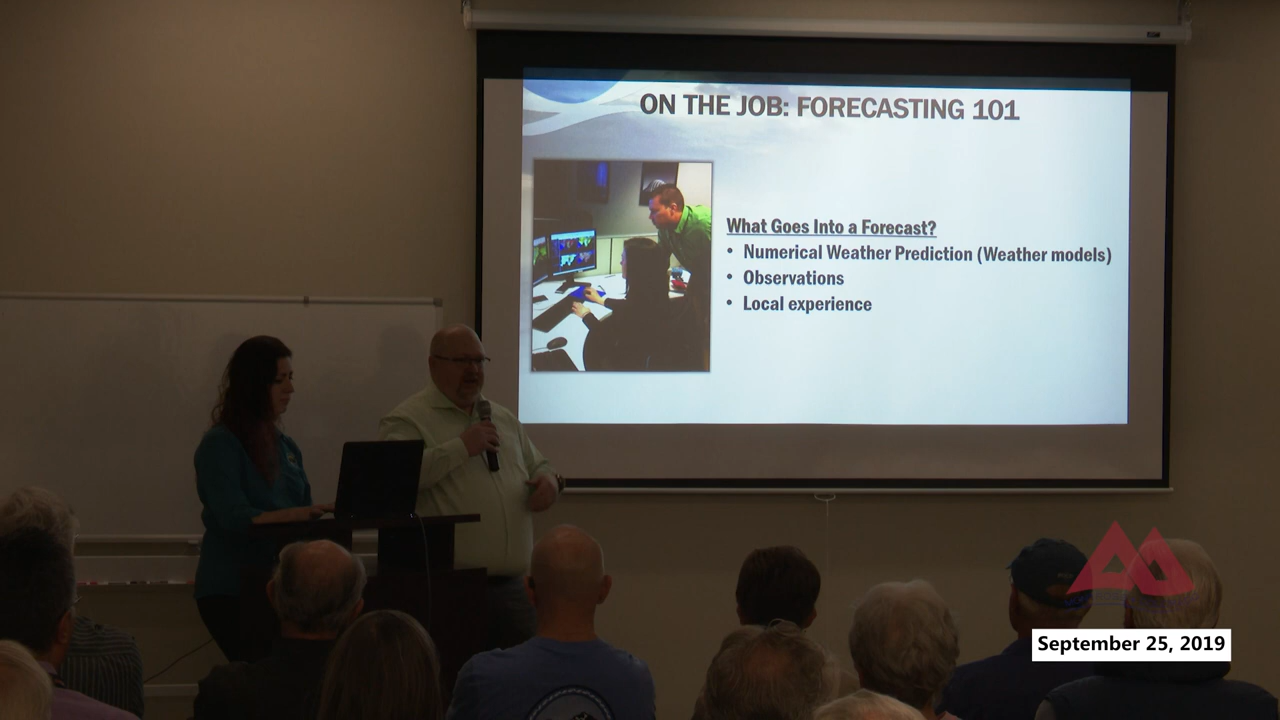 ON THE JOB: FORECASTING 101
What Goes Into a Forecast?
• Numerical Weather Prediction (Weather models)
• Observations
• Local experience
September 25, 2019